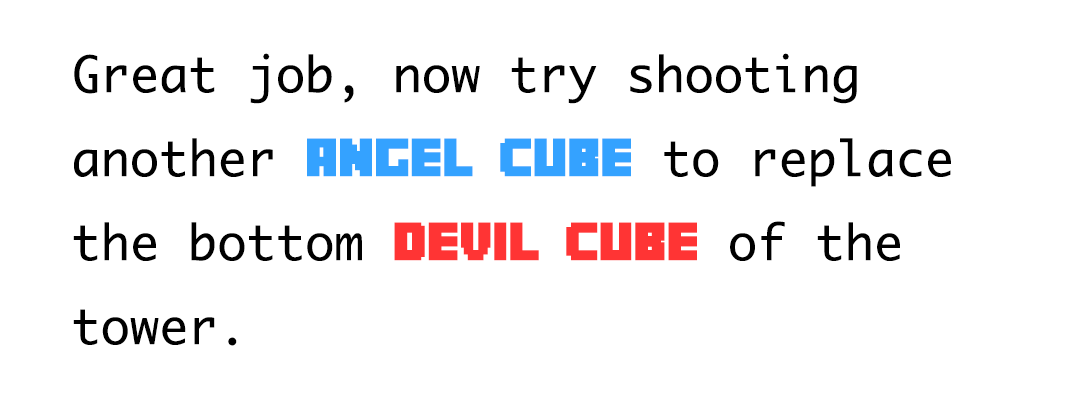 Great job, now try shooting
another ANGEL CUBE to replace
the bottom DEVIL CUBE of the
tower.